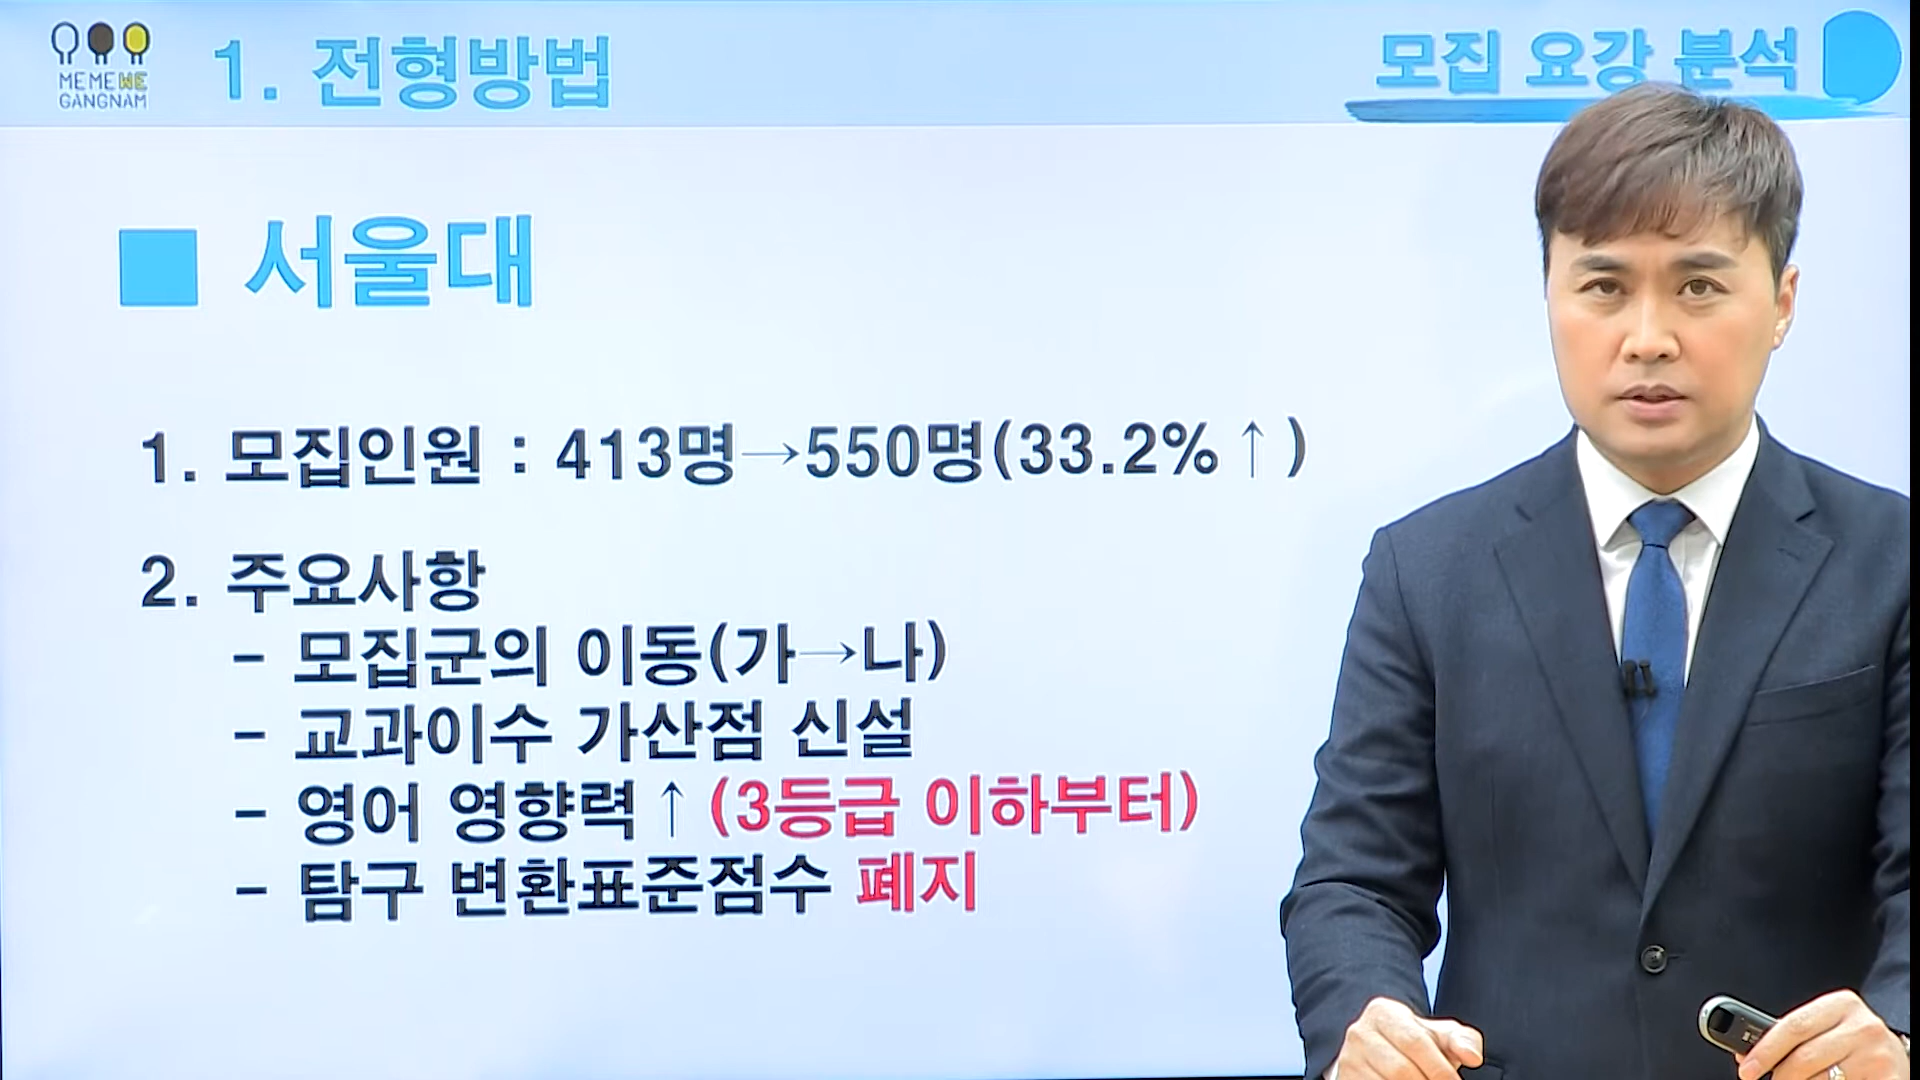 MEMEWE
GANGNAM
1. 전형방법
모집 요강 분석
■ 서울대
1. 모집인원 : 413명→550명(33.2%↑)
2. 주요사항
- 모집군의 이동(가→나)
- 교과이수 가산점 신설
- 영어 영향력↑(3등급 이하부터)
- 탐구 변환표준점수 폐지